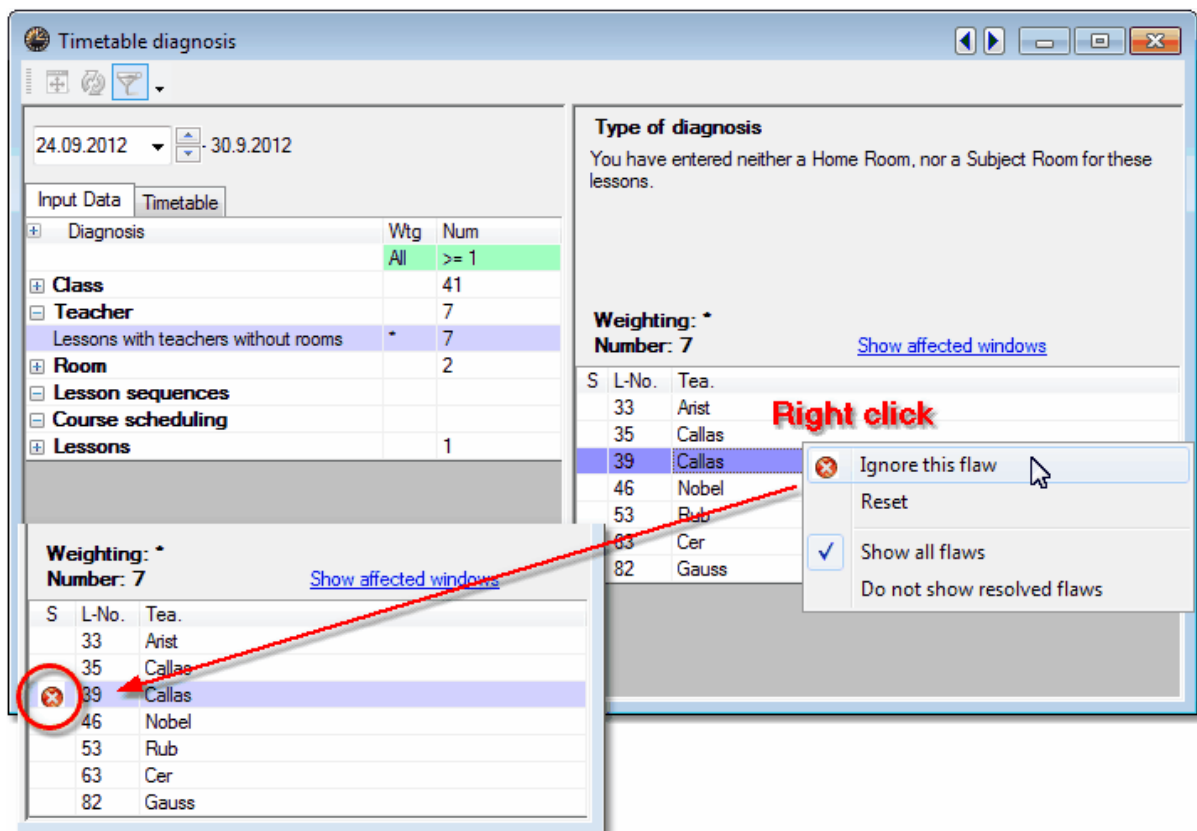 Timetable diagnosis
24.09.2012 - 30.9.2012
Input Data Timetable
Diagnosis Wtg Num
All >= 1
Class 41
Teacher 7
Lessons with teachers without rooms * 7
Room 2
Lesson sequences
Course scheduling
Lessons 1
Type of diagnosis
You have entered neither a Home Room, nor a Subject Room for these
lessons.
Weighting: *
Number: 7 Show affected windows
S L-No. Tea.
33 Arist
35 Callas
39 Callas
46 Nobel
53 Rub
63 Cer
82 Gauss
Right click
Ignore this flaw
Reset
Show all flaws
Do not show resolved flaws
Weighting: *
Number: 7 Show affected windows
S L-No. Tea.
33 Arist
35 Callas
39 Callas
46 Nobel
53 Rub
63 Cer
82 Gauss